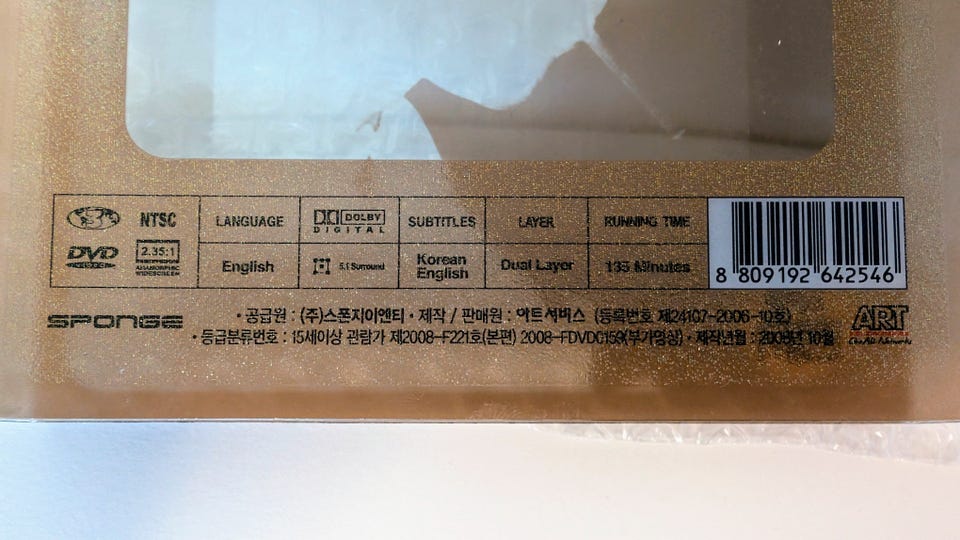 3 NTSC LANGUAGE DOLBY DIGITAL SUBTITLES LAYER RUNNING TIME
DVD 2.35:1 ANAMORPHIC WIDESCREEN English 5.1 Surround Korean English Dual Layer 135 Minutes
8 809192 642546
SPONGE
• 공급원 : (주)스폰지이엔티 • 제작 / 판매원 : 아트서비스 (등록번호 제24107-2006-10호)
• 등급분류번호 : 15세이상 관람가 제2008-F221호(본편) 2008-FDVD0159(부가영상) • 제작년월 : 2008년 10월
ART